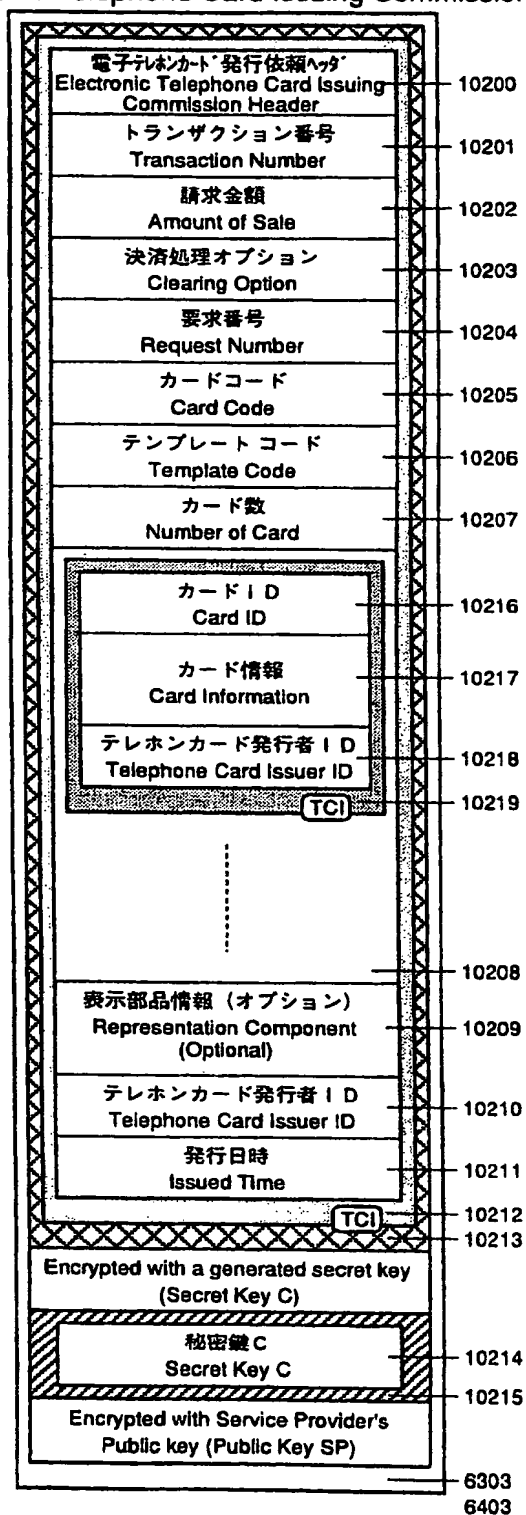 Telephone Card Issuing Commission
電子テレホンカード発行依頼ヘッダ
Electronic Telephone Card Issuing
Commission Header
10200
トランザクション番号
Transaction Number
10201
請求金額
Amount of Sale
10202
決済処理オプション
Clearing Option
10203
要求番号
Request Number
10204
カードコード
Card Code
10205
テンプレート コード
Template Code
10206
カード数
Number of Card
10207
カードID
Card ID
10216
カード情報
Card Information
10217
テレホンカード発行者ID
Telephone Card Issuer ID
10218
TCI
10219
10208
表示部品情報（オプション）
Representation Component
(Optional)
10209
テレホンカード発行者ID
Telephone Card Issuer ID
10210
発行日時
Issued Time
10211
TCI
10212
10213
Encrypted with a generated secret key
(Secret Key C)
秘密鍵C
Secret Key C
10214
10215
Encrypted with Service Provider's
Public key (Public Key SP)
6303
6403